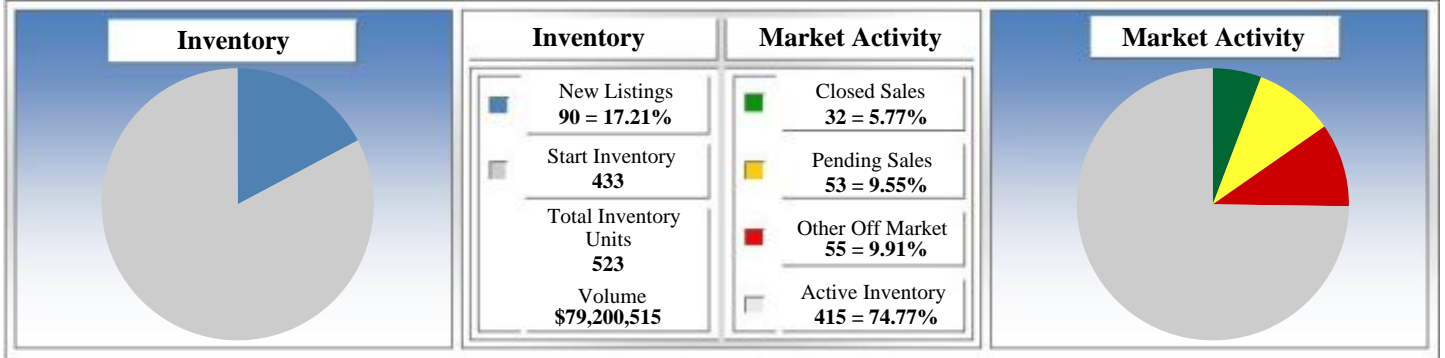 Inventory
Inventory
New Listings
90 = 17.21%
Start Inventory
433
Total Inventory
Units
523
Volume
$79,200,515
Market Activity
Closed Sales
32 = 5.77%
Pending Sales
53 = 9.55%
Other Off Market
55 = 9.91%
Active Inventory
415 = 74.77%
Market Activity